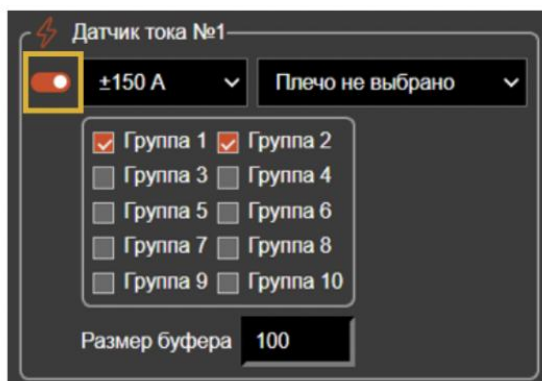 Датчик тока №1
±150 А Плечо не выбрано
Группа 1 Группа 2
Группа 3 Группа 4
Группа 5 Группа 6
Группа 7 Группа 8
Группа 9 Группа 10
Размер буфера 100